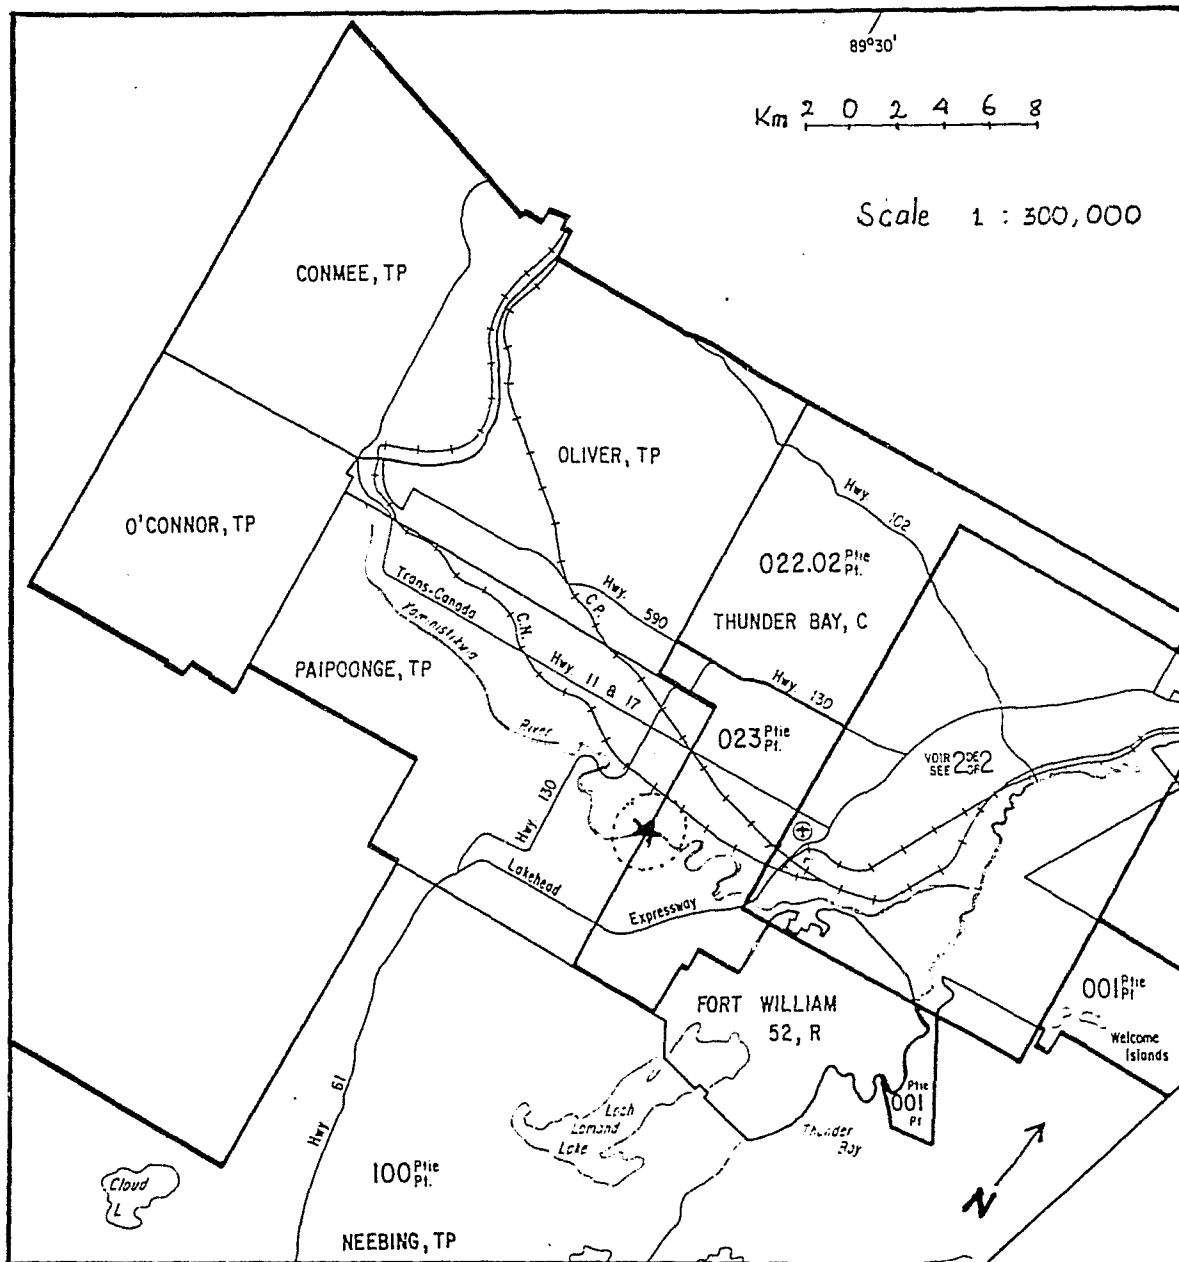 89°30'
Km 2 0 2 4 6 8
Scale 1 : 300,000
CONMEE, TP
OLIVER, TP
O'CONNOR, TP
Hwy. 102
022.02 Ptie Pt.
THUNDER BAY, C
Trans-Canada
Hwy. 11 & 17
Kaministikwia
River
C.N.
C.P.
Hwy. 590
Hwy. 130
PAIPOONGE, TP
023 Ptie Pt.
VOIR 2 DE 2
SEE 2 OF 2
Hwy. 130
Lakehead
Expressway
FORT WILLIAM
52, R
001 Ptie Pt
Welcome
Islands
001 Ptie Pt
Hwy 61
Loch
Lomond
Lake
Thunder
Bay
Cloud
L
100 Ptie Pt.
N
NEEBING, TP